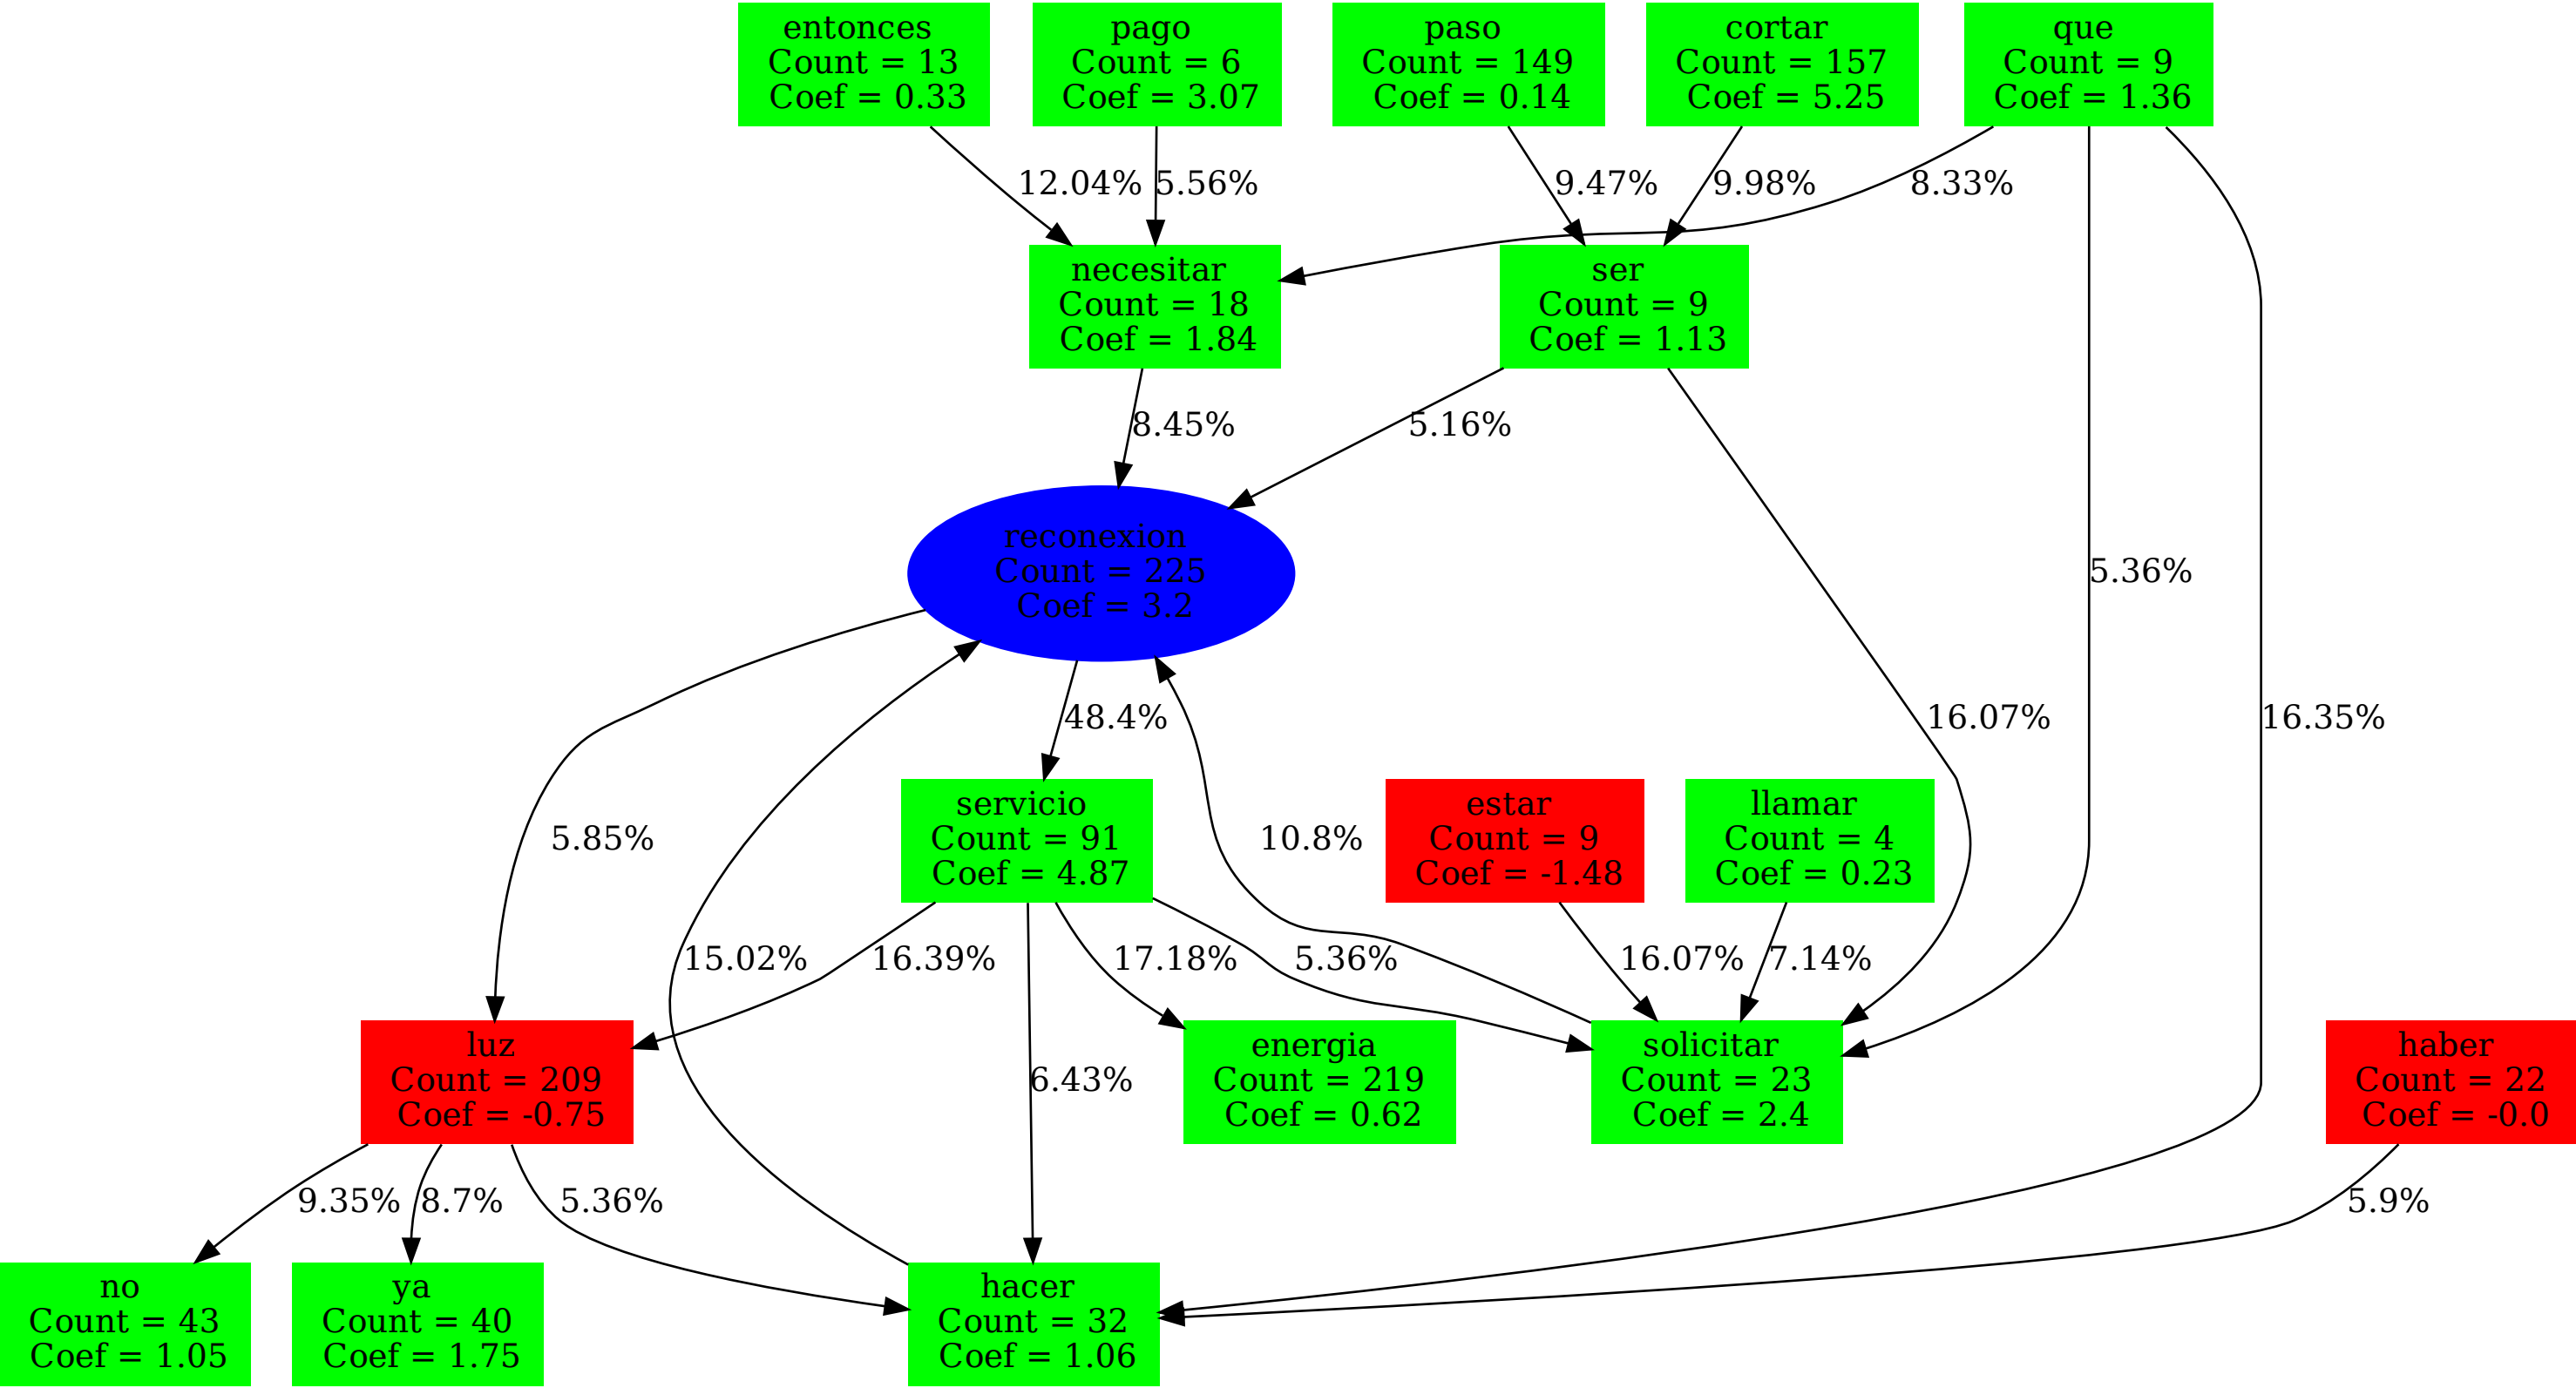 entonces
Count = 13
Coef = 0.33
pago
Count = 6
Coef = 3.07
paso
Count = 149
Coef = 0.14
cortar
Count = 157
Coef = 5.25
que
Count = 9
Coef = 1.36
12.04%
5.56%
9.47%
9.98%
8.33%
necesitar
Count = 18
Coef = 1.84
ser
Count = 9
Coef = 1.13
8.45%
5.16%
reconexion
Count = 225
Coef = 3.2
5.36%
48.4%
16.07%
16.35%
5.85%
servicio
Count = 91
Coef = 4.87
10.8%
estar
Count = 9
Coef = -1.48
llamar
Count = 4
Coef = 0.23
15.02%
16.39%
17.18%
5.36%
16.07%
7.14%
luz
Count = 209
Coef = -0.75
6.43%
energia
Count = 219
Coef = 0.62
solicitar
Count = 23
Coef = 2.4
haber
Count = 22
Coef = -0.0
9.35%
8.7%
5.36%
5.9%
no
Count = 43
Coef = 1.05
ya
Count = 40
Coef = 1.75
hacer
Count = 32
Coef = 1.06